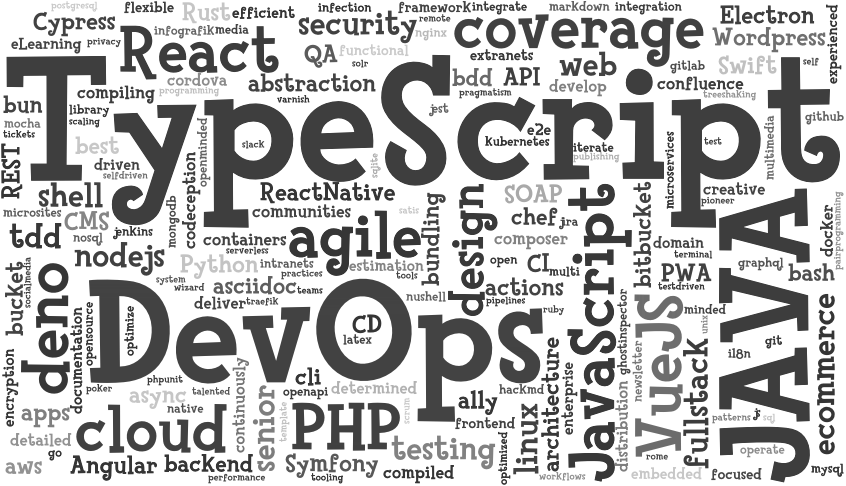 postgresql
flexible
Rust
efficient
infection
framework
integrate
markdown
integration
Cypress
infografik
media
security
remote
nginx
coverage
Electron
eLearning
privacy
React
QA
functional
extranets
Wordpress
experienced
cordova
solr
web
gitlab
Swift
self
programming
abstraction
bdd
API
develop
confluence
bun
compiling
varnish
pragmatism
treeshaking
mocha
library
scaling
jest
github
tickets
TypeScript
best
openminded
slack
Kubernetes
e2e
iterate
publishing
microservices
test
multimedia
REST
driven
selfdriven
codeception
sqlite
shell
ReactNative
SOAP
creative
pioneer
microsites
CMS
mongodb
communities
satis
bundling
design
chef
jra
JavaScript
bitbucket
docker
pairprogramming
tdd
nosql
jenkins
containers
serverless
agile
composer
domain
terminal
JAVA
nodejs
Python
intranets
practices
estimation
tools
open
CI
multi
PWA
testdriven
graphql
bash
bucket
socialmedia
deno
system
wizard
asciidoc
teams
nushell
actions
pipelines
deliver
traefik
ruby
ghostinspector
VueJS
minded
unix
ecommerce
documentation
opensource
optimize
DevOps
CD
latex
il8n
git
encryption
poker
phpunit
talented
cli
openapi
determined
hackmd
architecture
enterprise
newsletter
fullstack
apps
async
native
continuously
senior
template
PHP
scrum
ally
frontend
linux
distribution
patterns
jr
sql
detailed
go
cloud
testing
optimized
operate
aws
Angular
backend
performance
Symfony
tooling
compiled
workflows
rome
embedded
focused
mysql